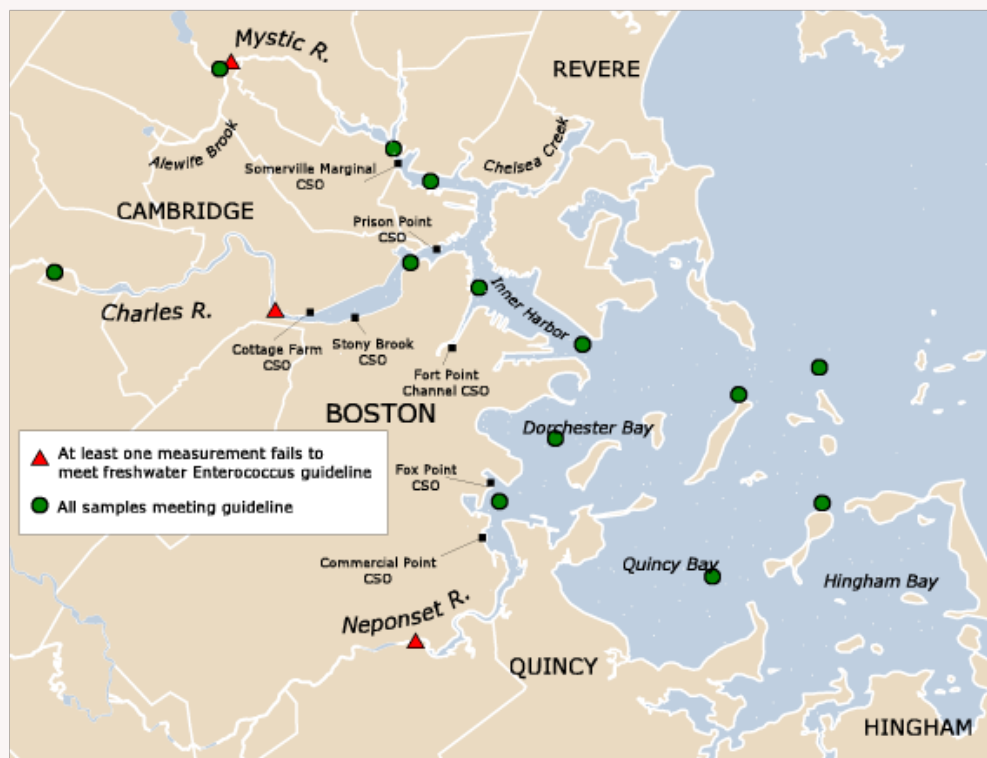 Mystic R.
REVERE
Alewife Brook
Chelsea Creek
Somerville Marginal
CSO
CAMBRIDGE
Prison Point
CSO
Charles R.
Inner Harbor
Cottage Farm
CSO
Stony Brook
CSO
Fort Point
Channel CSO
BOSTON
Dorchester Bay
At least one measurement fails to
meet freshwater Enterococcus guideline
All samples meeting guideline
Fox Point
CSO
Commercial Point
CSO
Quincy Bay
Hingham Bay
Neponset R.
QUINCY
HINGHAM